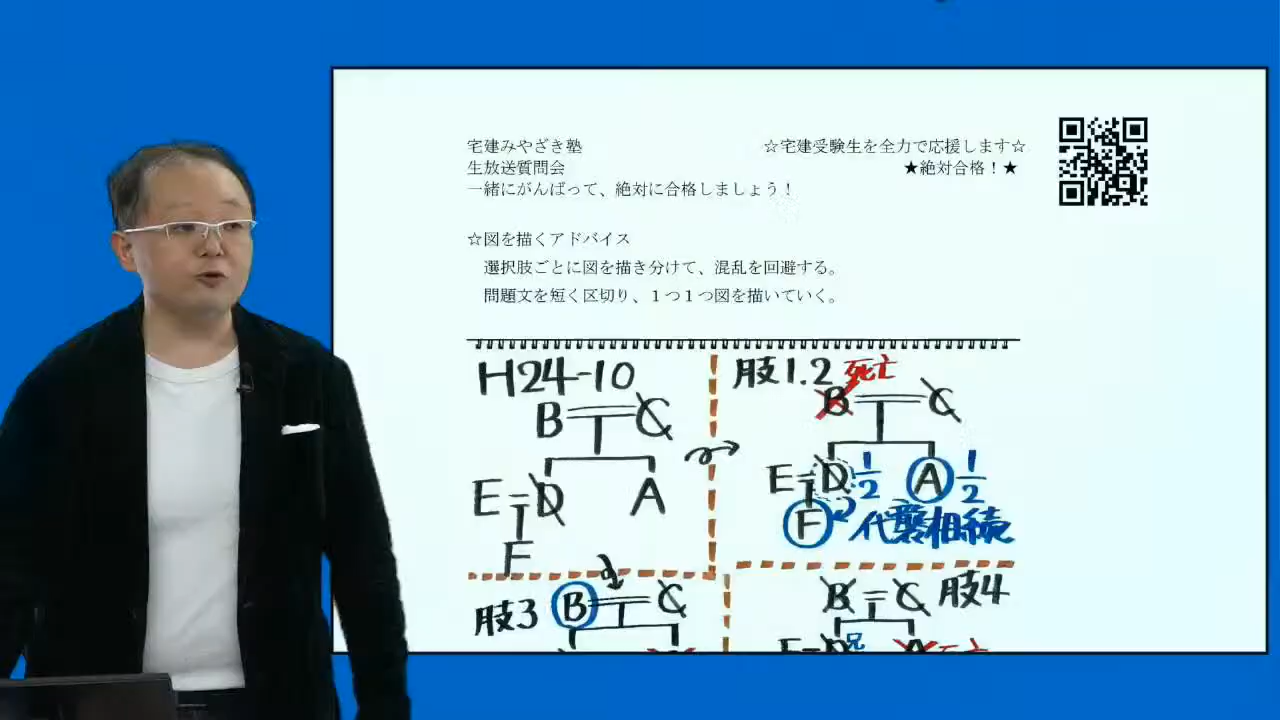 宅建みやざき塾
☆宅建受験生を全力で応援します☆
生放送質問会
★絶対合格！★
一緒にがんばって、絶対に合格しましょう！
☆図を描くアドバイス
選択肢ごとに図を描き分けて、混乱を回避する。
問題文を短く区切り、１つ１つ図を描いていく。
H24-10
B C
E D A
F
肢1.2 死亡
B C
E D 1/2 A 1/2
F 代襲相続
肢3 B C
B C 肢4